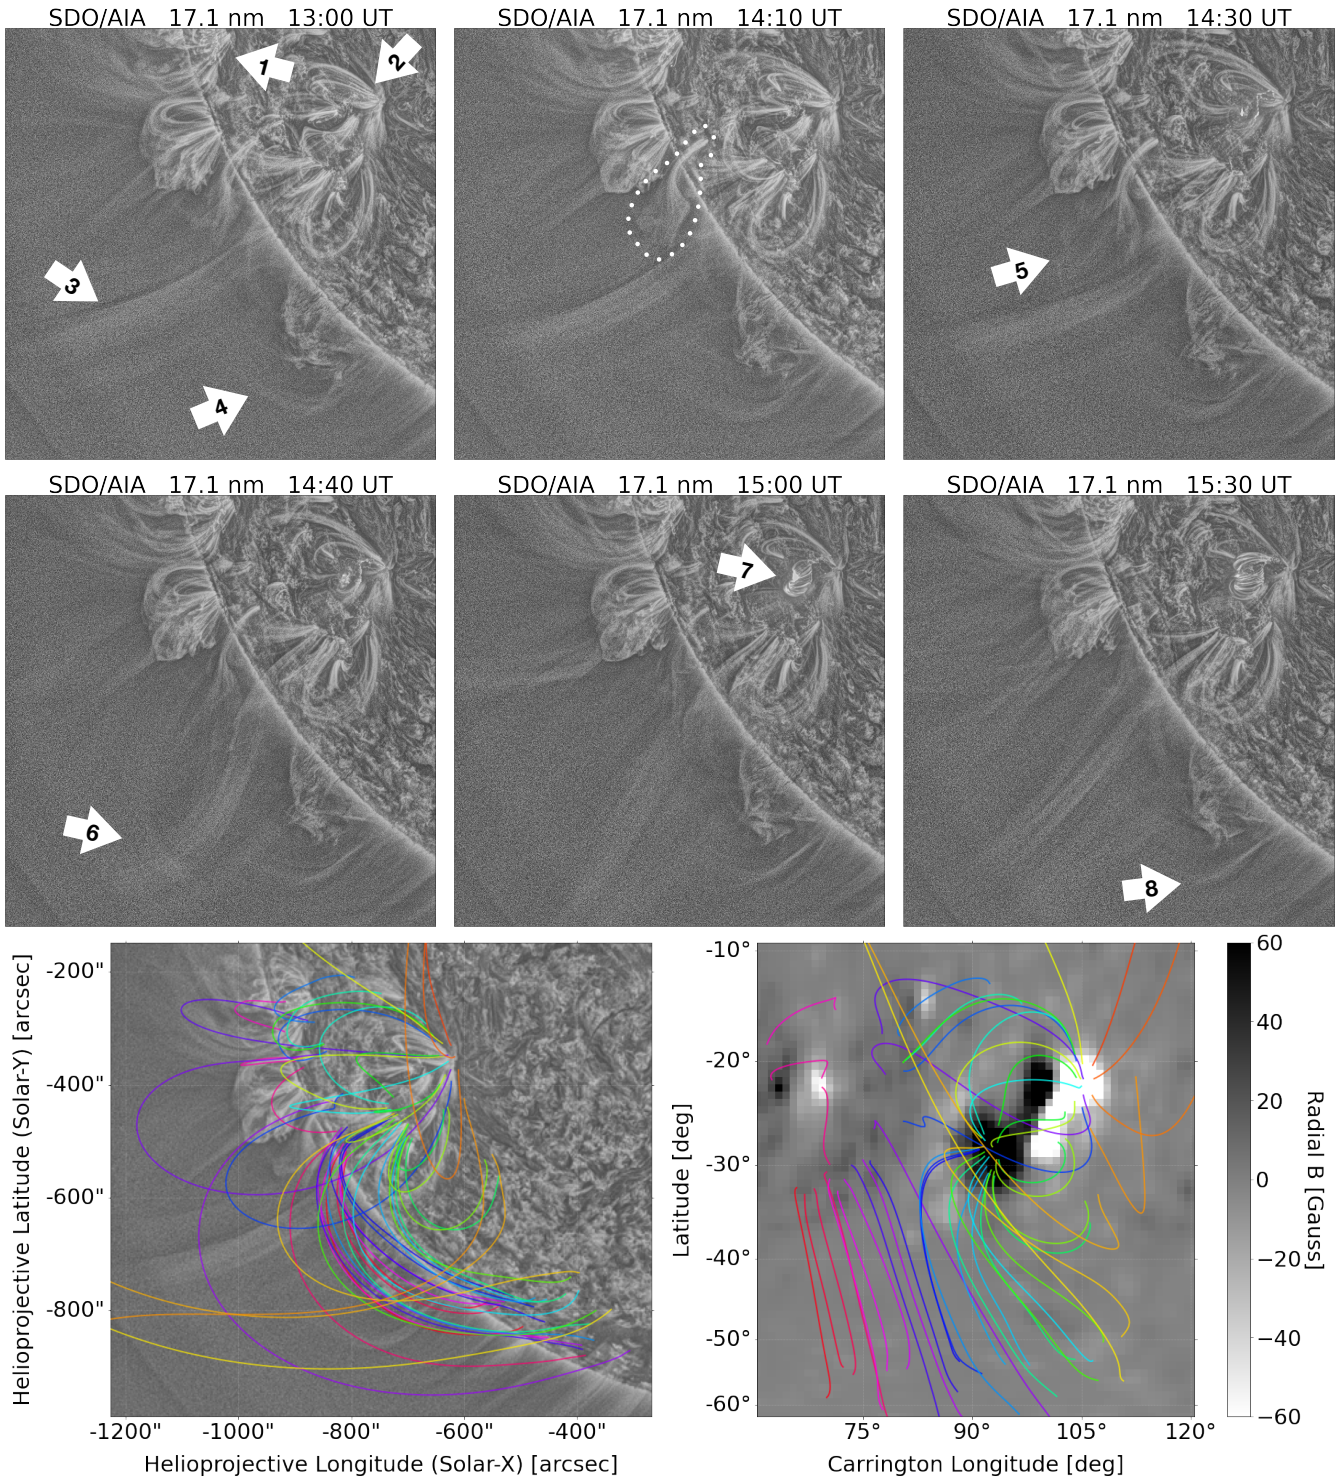 SDO/AIA 17.1 nm 13:00 UT
SDO/AIA 17.1 nm 14:10 UT
SDO/AIA 17.1 nm 14:30 UT
1
2
3
4
5
SDO/AIA 17.1 nm 14:40 UT
SDO/AIA 17.1 nm 15:00 UT
SDO/AIA 17.1 nm 15:30 UT
6
7
8
Helioprojective Latitude (Solar-Y) [arcsec]
-200"
-400"
-600"
-800"
-1200" -1000" -800" -600" -400"
Helioprojective Longitude (Solar-X) [arcsec]
Latitude [deg]
-10°
-20°
-30°
-40°
-50°
-60°
75° 90° 105° 120°
Carrington Longitude [deg]
60
40
20
0
−20
−40
−60
Radial B [Gauss]